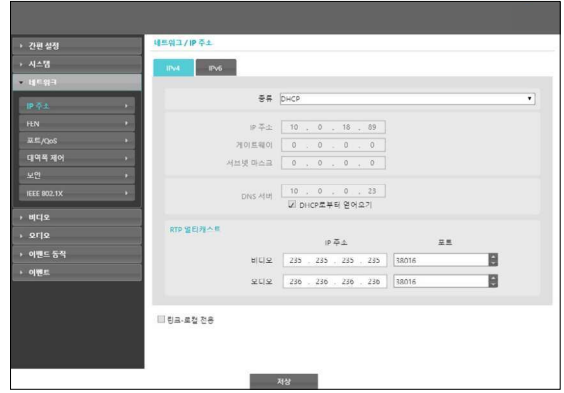 간편 설정
시스템
네트워크
IP 주소
FEN
포트/QoS
대역폭 제어
보안
IEEE 802.1X
비디오
오디오
이벤트 동작
이벤트
네트워크 / IP 주소
IPv4 IPv6
종류 DHCP
IP 주소 10 . 0 . 16 . 89
게이트웨이 0 . 0 . 0 . 0
서브넷 마스크 0 . 0 . 0 . 0
DNS 서버 10 . 0 . 0 . 23
DHCP로부터 얻어오기
RTP 멀티캐스트
IP 주소 포트
비디오 235 . 235 . 235 . 235 38016
오디오 236 . 236 . 236 . 236 38016
링크-로컬 전용
저장